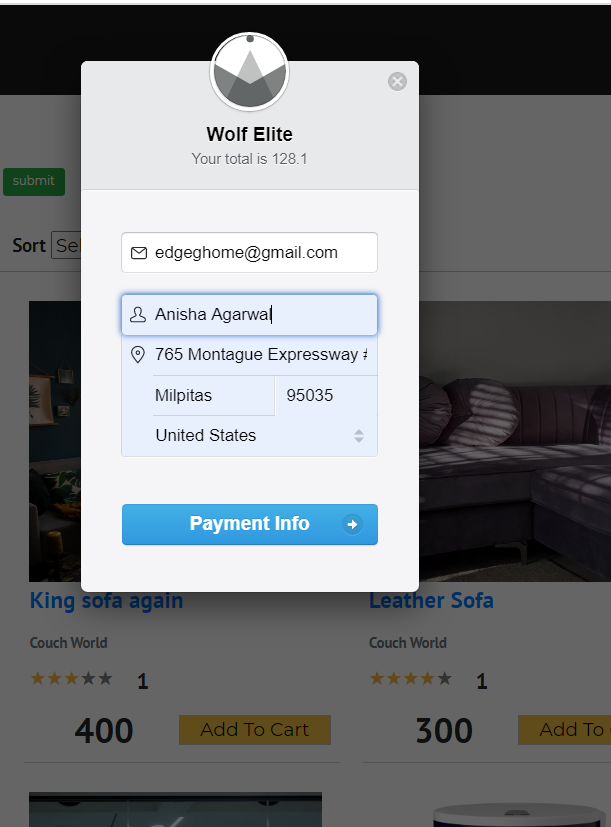 Wolf Elite
Your total is 128.1
submit
Sort
edgeghome@gmail.com
Anisha Agarwal
765 Montague Expressway
Milpitas 95035
United States
Payment Info
King sofa again Leather Sofa
Couch World Couch World
1 1
400 Add To Cart 300 Add To